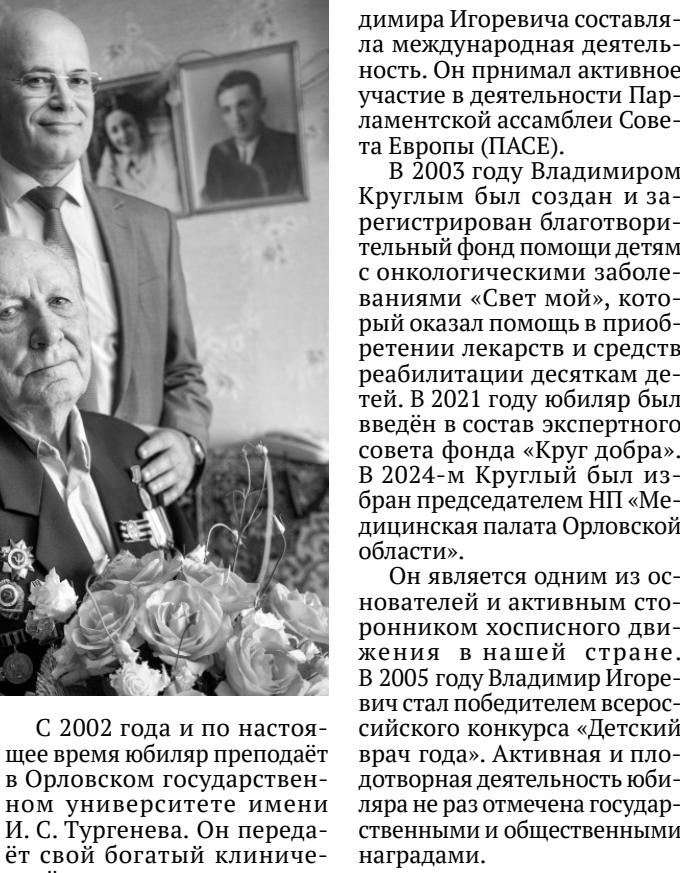 С 2002 года и по настоя-
щее время юбиляр преподаёт
в Орловском государствен-
ном университете имени
И. С. Тургенева. Он переда-
ёт свой богатый клиниче-
димира Игоревича составля-
ла международная деятель-
ность. Он прнимал активное
участие в деятельности Пар-
ламентской ассамблеи Сове-
та Европы (ПАСЕ).
В 2003 году Владимиром
Круглым был создан и за-
регистрирован благотвори-
тельный фонд помощи детям
с онкологическими заболе-
ваниями «Свет мой», кото-
рый оказал помощь в приоб-
ретении лекарств и средств
реабилитации десяткам де-
тей. В 2021 году юбиляр был
введён в состав экспертного
совета фонда «Круг добра».
В 2024-м Круглый был из-
бран председателем НП «Ме-
дицинская палата Орловской
области».
Он является одним из ос-
нователей и активным сто-
ронником хосписного дви-
жения в нашей стране.
В 2005 году Владимир Игоре-
вич стал победителем всерос-
сийского конкурса «Детский
врач года». Активная и пло-
дотворная деятельность юби-
ляра не раз отмечена государ-
ственными и общественными
наградами.